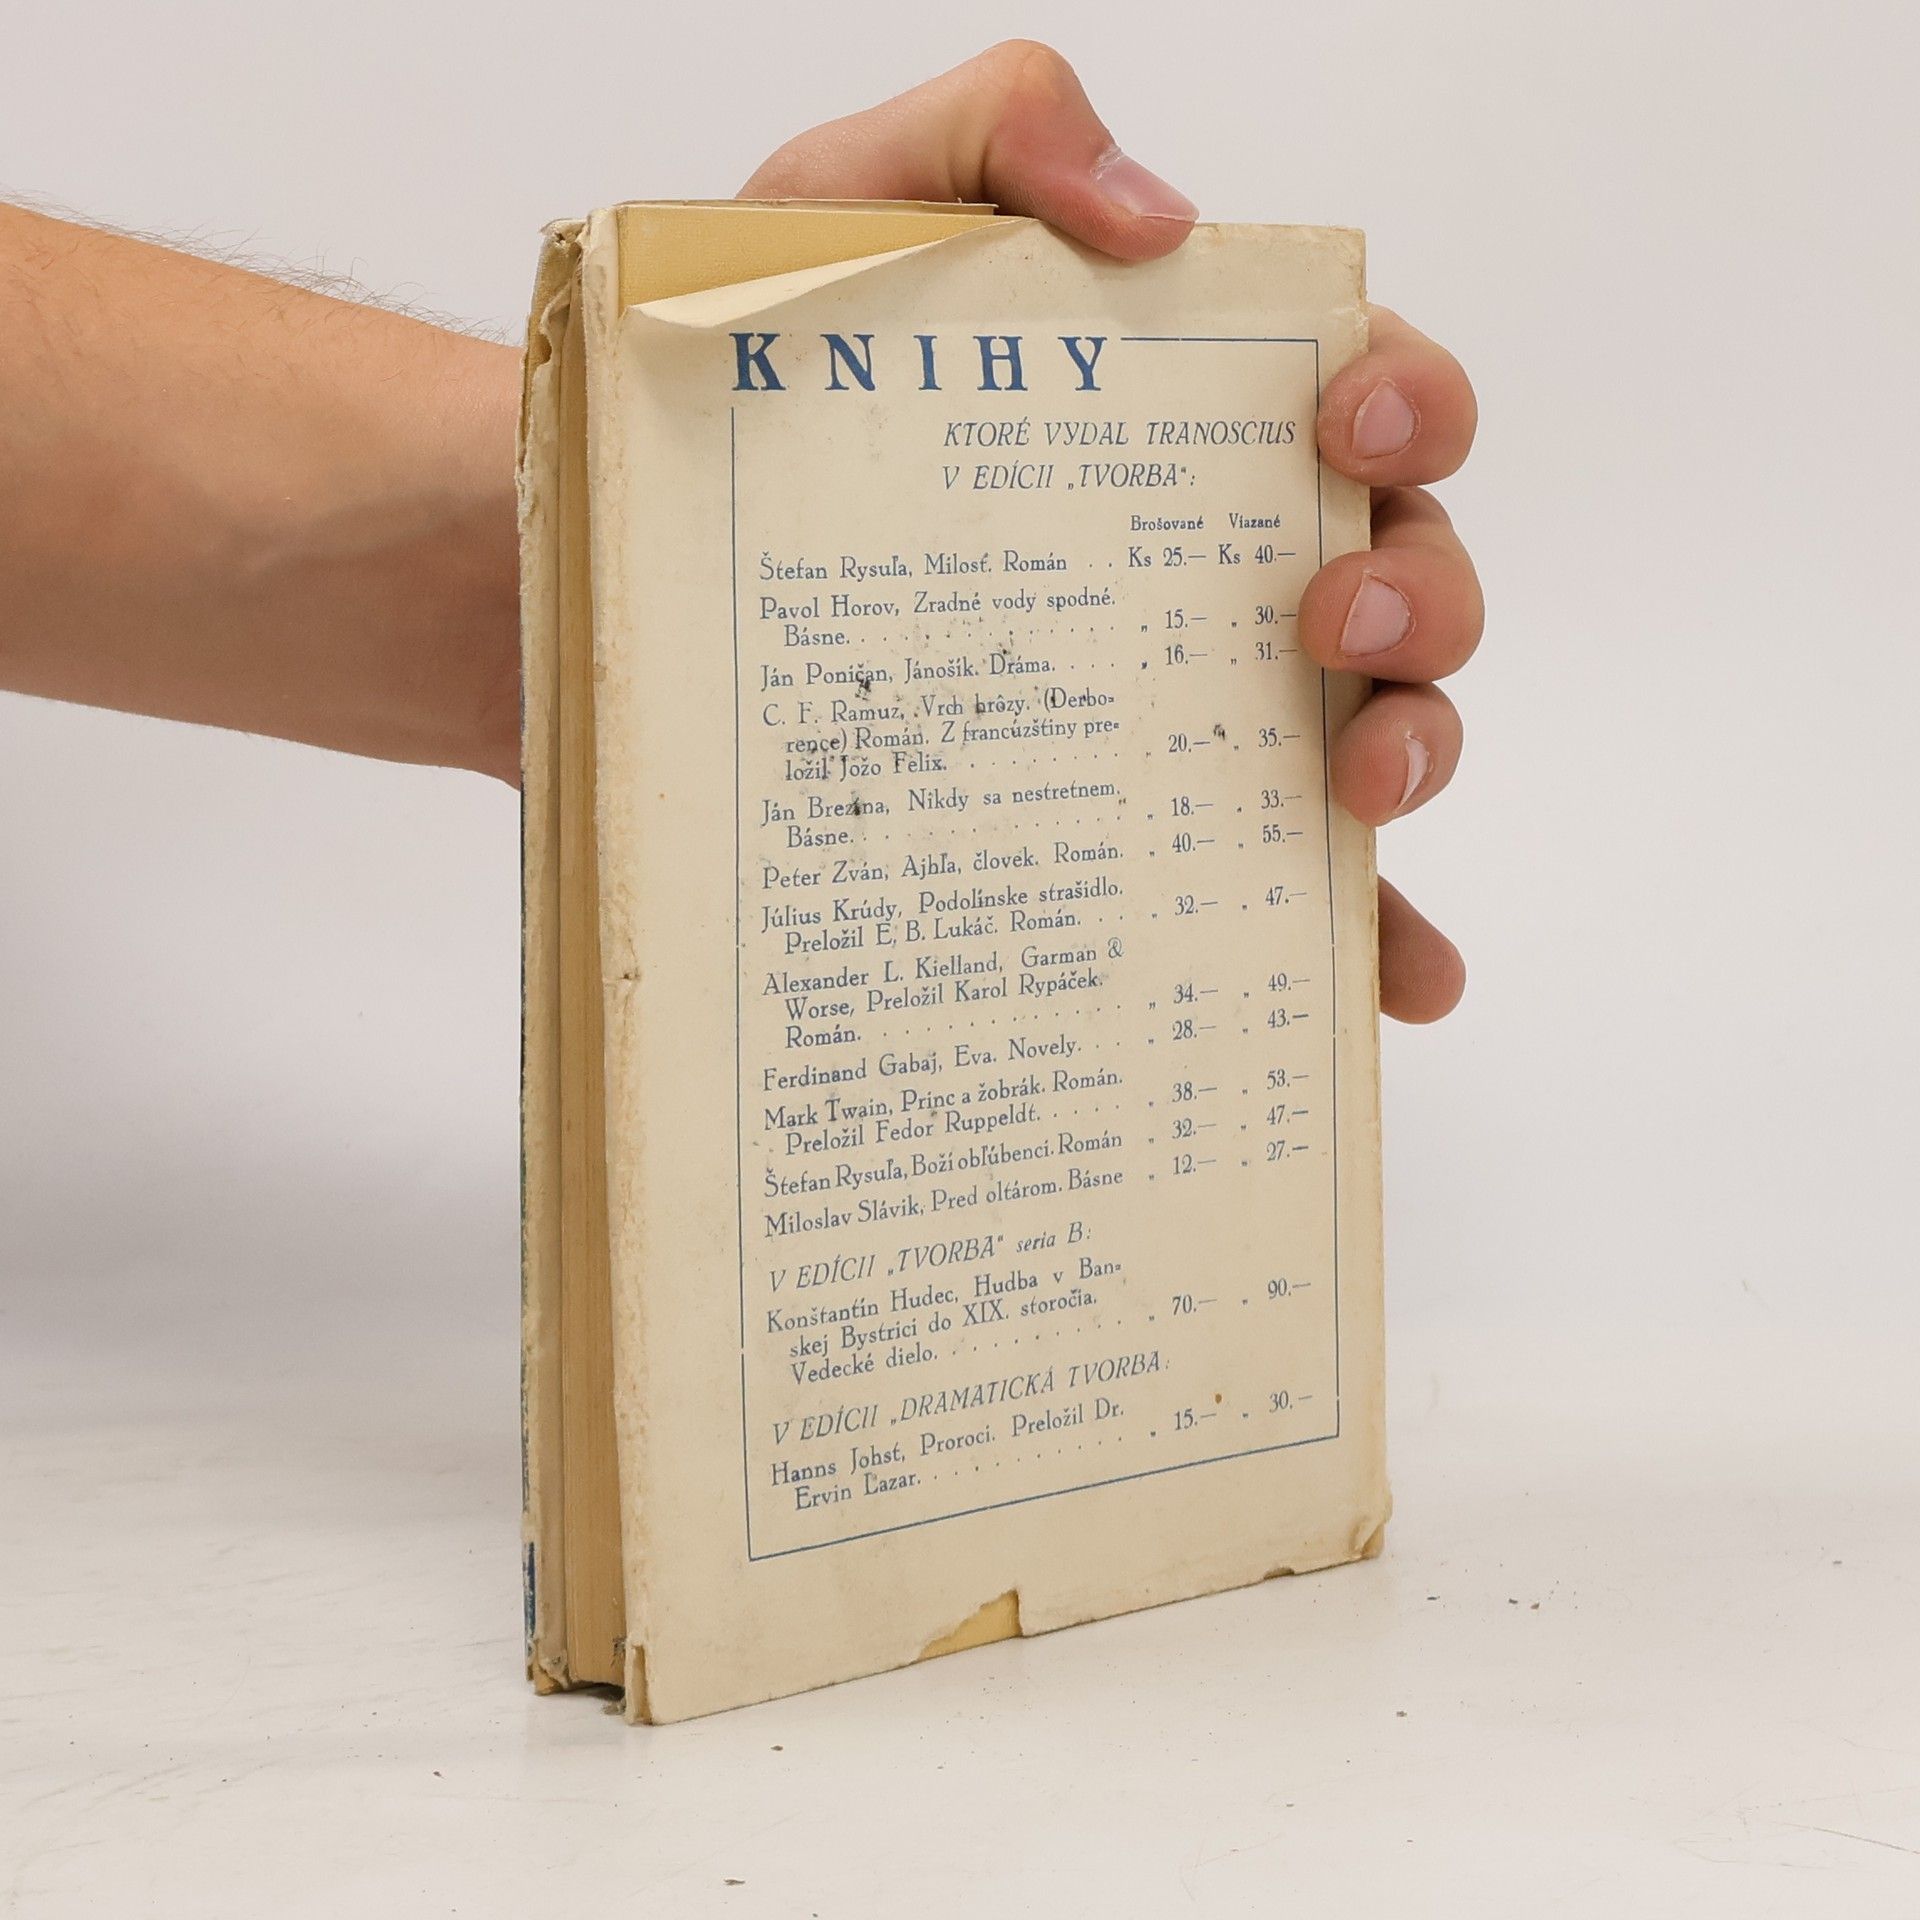 KNIHY
KTORÉ VYDAL TRANOSCIUS
V EDÍCII „TVORBA“:
Brošované Viazané
Štefan Rysuľa, Milosť. Román . . Ks 25.— Ks 40.—
Pavol Horov, Zradné vody spodné.
Básne. . . . . . . . . . . . . „ 15.— „ 30.—
Ján Poničan, Jánošík. Dráma. . . . „ 16.— „ 31.—
C. F. Ramuz, Vrch hrôzy. (Derbo-
rence) Román. Z francúzštiny pre-
ložil Jožo Felix. . . . . . . . . „ 20.— „ 35.—
Ján Brezina, Nikdy sa nestretnem.
Básne. . . . . . . . . . . . . „ 18.— „ 33.—
Peter Zván, Ajhľa, človek. Román. „ 40.— „ 55.—
Július Krúdy, Podolínske strašidlo.
Preložil E. B. Lukáč. Román. . . „ 32.— „ 47.—
Alexander L. Kielland, Garman &
Worse, Preložil Karol Rypáček.
Román. . . . . . . . . . . . . „ 34.— „ 49.—
Ferdinand Gabaj, Eva. Novely. . . „ 28.— „ 43.—
Mark Twain, Princ a žobrák. Román.
Preložil Fedor Ruppeldt. . . . . „ 38.— „ 53.—
Štefan Rysuľa, Boží obľúbenci. Román „ 32.— „ 47.—
Miloslav Slávik, Pred oltárom. Básne „ 12.— „ 27.—
V EDÍCII „TVORBA“ seria B:
Konštantín Hudec, Hudba v Ban-
skej Bystrici do XIX. storočia.
Vedecké dielo. . . . . . . . . . „ 70.— „ 90.—
V EDÍCII „DRAMATICKÁ TVORBA:
Hanns Johst, Proroci. Preložil Dr.
Ervin Lazar. . . . . . . . . . . „ 15.— „ 30.—